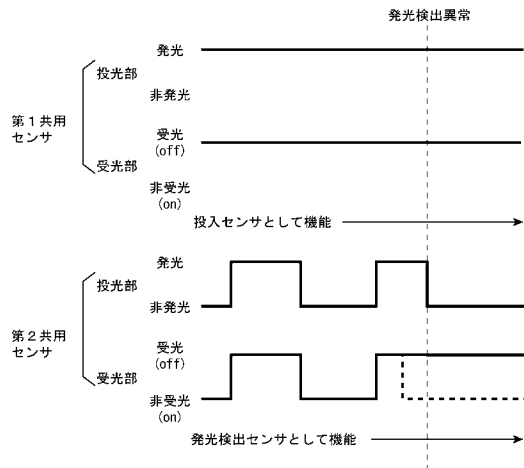 発光検出異常
第１共用
センサ
投光部
発光
非発光
受光部
受光
(off)
非受光
(on)
投入センサとして機能
第２共用
センサ
投光部
発光
非発光
受光部
受光
(off)
非受光
(on)
発光検出センサとして機能